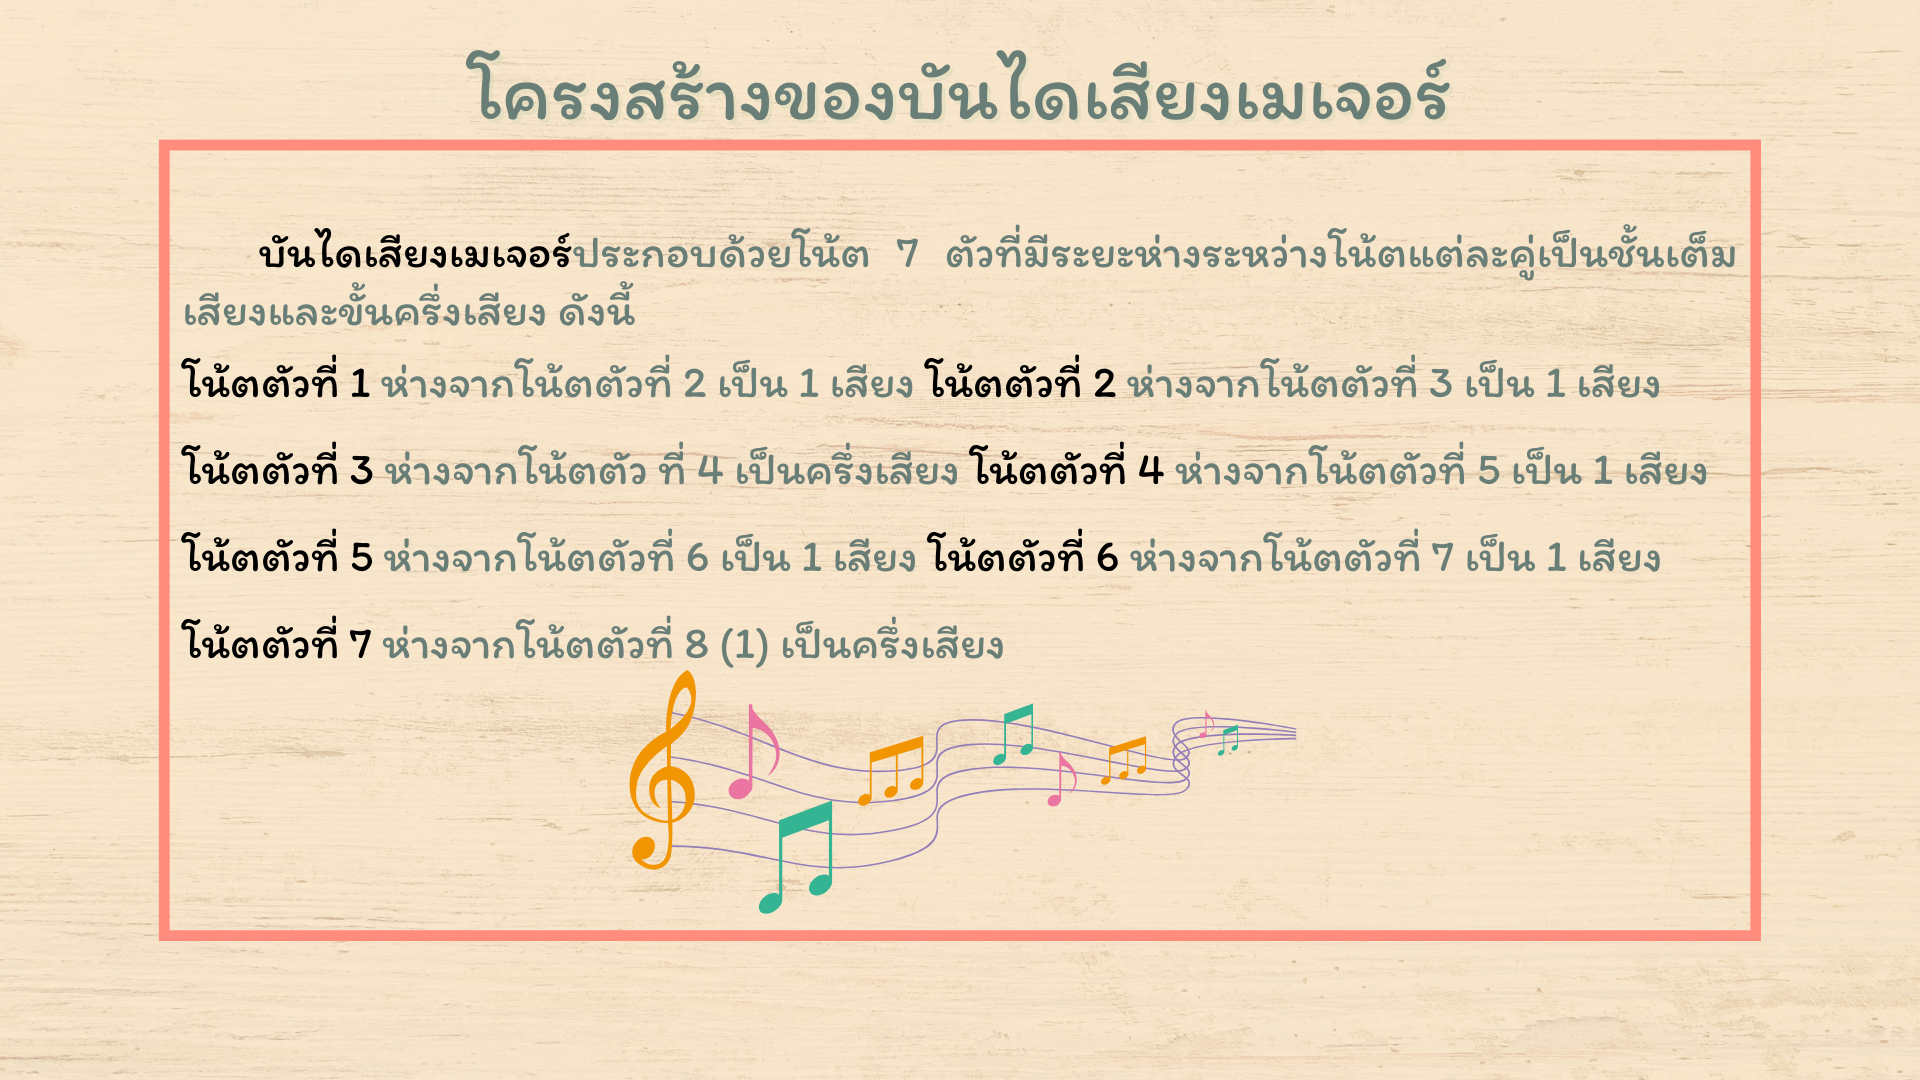 โครงสร้างของบันไดเสียงเมเจอร์
บันไดเสียงเมเจอร์ประกอบด้วยโน้ต 7 ตัวที่มีระยะห่างระหว่างโน้ตแต่ละคู่เป็นชั้นเต็ม
เสียงและขั้นครึ่งเสียง ดังนี้
โน้ตตัวที่ 1 ห่างจากโน้ตตัวที่ 2 เป็น 1 เสียง โน้ตตัวที่ 2 ห่างจากโน้ตตัวที่ 3 เป็น 1 เสียง
โน้ตตัวที่ 3 ห่างจากโน้ตตัว ที่ 4 เป็นครึ่งเสียง โน้ตตัวที่ 4 ห่างจากโน้ตตัวที่ 5 เป็น 1 เสียง
โน้ตตัวที่ 5 ห่างจากโน้ตตัวที่ 6 เป็น 1 เสียง โน้ตตัวที่ 6 ห่างจากโน้ตตัวที่ 7 เป็น 1 เสียง
โน้ตตัวที่ 7 ห่างจากโน้ตตัวที่ 8 (1) เป็นครึ่งเสียง